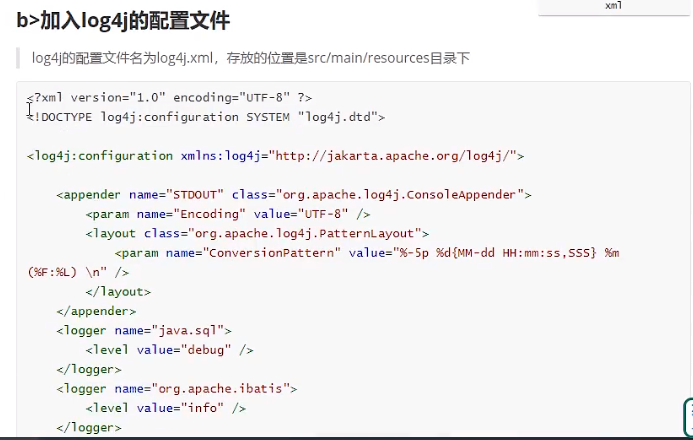 xml
b>加入log4j的配置文件
log4j的配置文件名为log4j.xml，存放的位置是src/main/resources目录下
<?xml version="1.0" encoding="UTF-8" ?>
<!DOCTYPE log4j:configuration SYSTEM "log4j.dtd">
<log4j:configuration xmlns:log4j="http://jakarta.apache.org/log4j/">
<appender name="STDOUT" class="org.apache.log4j.ConsoleAppender">
<param name="Encoding" value="UTF-8" />
<layout class="org.apache.log4j.PatternLayout">
<param name="ConversionPattern" value="%-5p %d{MM-dd HH:mm:ss,SSS} %m
(%F:%L) \n" />
</layout>
</appender>
<logger name="java.sql">
<level value="debug" />
</logger>
<logger name="org.apache.ibatis">
<level value="info" />
</logger>